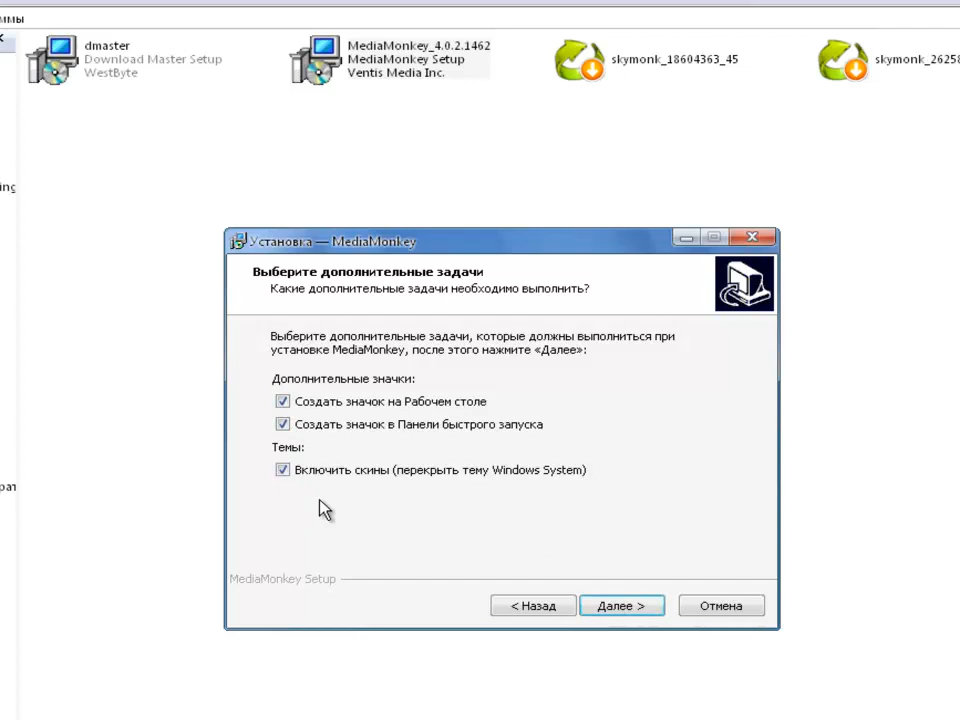 ммы
dmaster
Download Master Setup
WestByte
MediaMonkey_4.0.2.1462
MediaMonkey Setup
Ventis Media Inc.
skymonk_18604363_45
skymonk_26258
ing
Установка — MediaMonkey
Выберите дополнительные задачи
Какие дополнительные задачи необходимо выполнить?
Выберите дополнительные задачи, которые должны выполниться при
установке MediaMonkey, после этого нажмите «Далее»:
Дополнительные значки:
Создать значок на Рабочем столе
Создать значок в Панели быстрого запуска
Темы:
Включить скины (перекрыть тему Windows System)
рат
MediaMonkey Setup
< Назад
Далее >
Отмена